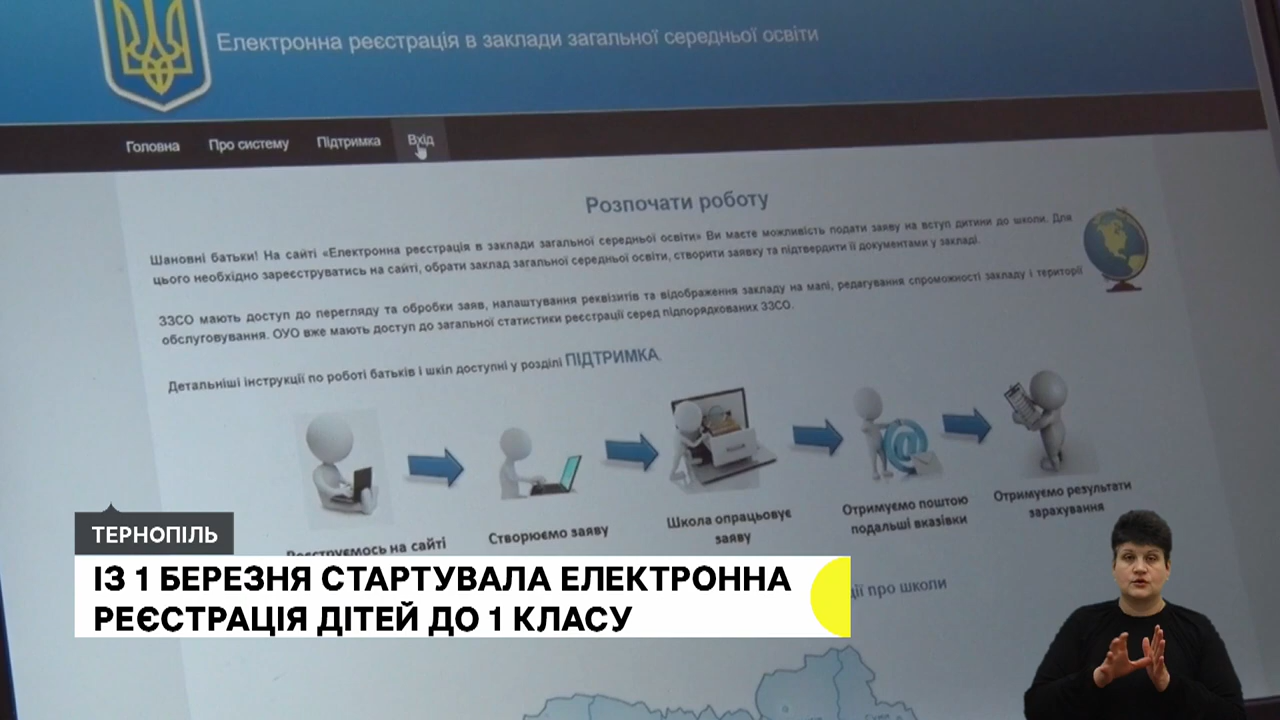 Електронна реєстрація в заклади загальної середньої освіти
Головна Про систему Підтримка Вхід
Розпочати роботу
Шановні батьки! На сайті «Електронна реєстрація в заклади загальної середньої освіти» Ви маєте можливість подати заяву на вступ дитини до школи. Для
цього необхідно зареєструватись на сайті, обрати заклад загальної середньої освіти, створити заявку та підтвердити її документами у закладі.
ЗЗСО мають доступ до перегляду та обробки заяв, налаштування реквізитів та відображення закладу на мапі, редагування спроможності закладу і території
обслуговування. ОУО вже мають доступ до загальної статистики реєстрації серед підпорядкованих ЗЗСО.
Детальніші інструкції по роботі батьків і шкіл доступні у розділі ПІДТРИМКА.
Реєструємось на сайті
Створюємо заяву
Школа опрацьовує
заяву
Отримуємо поштою
подальші вказівки
Отримуємо результати
зарахування
про школи
ТЕРНОПІЛЬ
ІЗ 1 БЕРЕЗНЯ СТАРТУВАЛА ЕЛЕКТРОННА
РЕЄСТРАЦІЯ ДІТЕЙ ДО 1 КЛАСУ